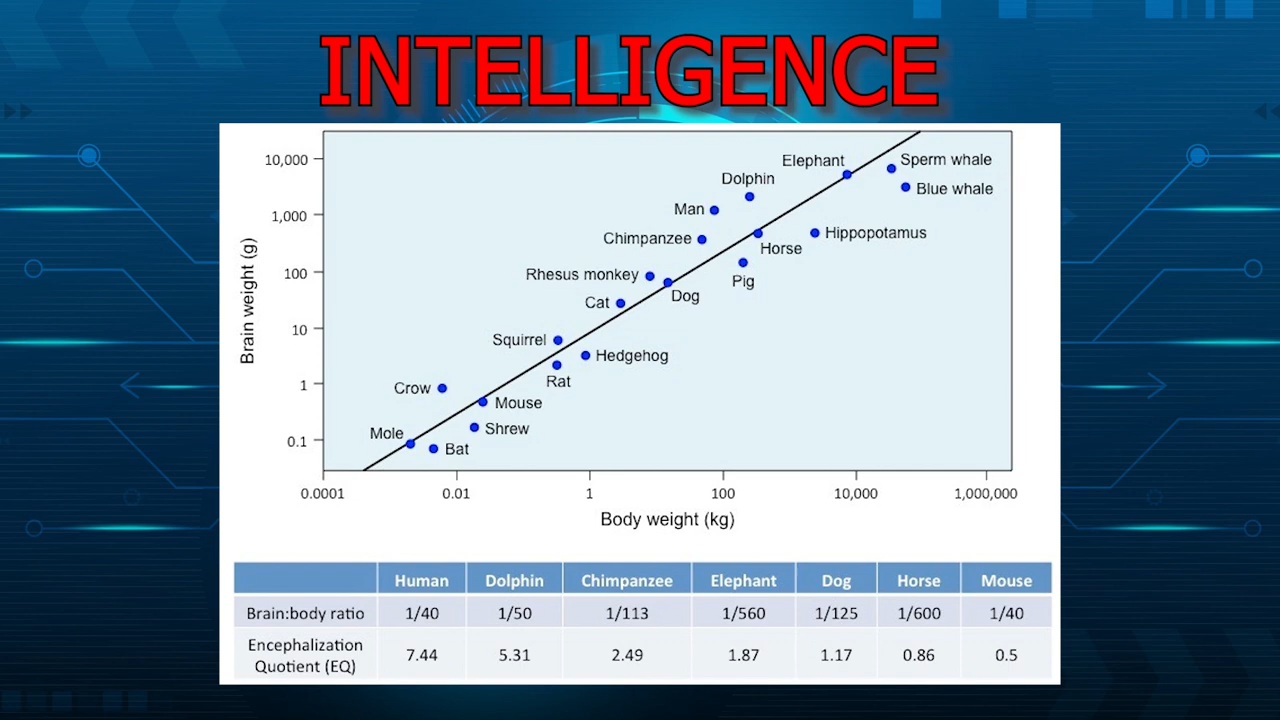 INTELLIGENCE
Brain weight (g)
10,000
1,000
100
10
1
0.1
Elephant
Sperm whale
Dolphin
Blue whale
Man
Chimpanzee
Hippopotamus
Horse
Rhesus monkey
Pig
Dog
Cat
Squirrel
Hedgehog
Rat
Crow
Mouse
Mole
Shrew
Bat
0.0001 0.01 1 100 10,000 1,000,000
Body weight (kg)
Human Dolphin Chimpanzee Elephant Dog Horse Mouse
Brain:body ratio 1/40 1/50 1/113 1/560 1/125 1/600 1/40
Encephalization
Quotient (EQ) 7.44 5.31 2.49 1.87 1.17 0.86 0.5